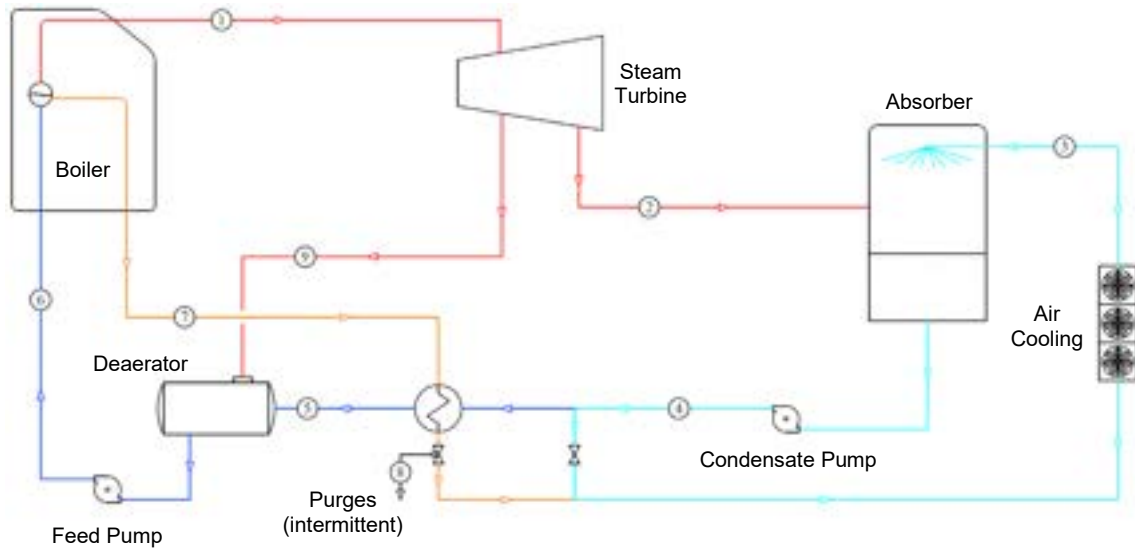 1
Steam
Turbine
Absorber
3
Boiler
2
9
6
7
Air
Cooling
Deaerator
5
4
Condensate Pump
8
Purges
(intermittent)
Feed Pump